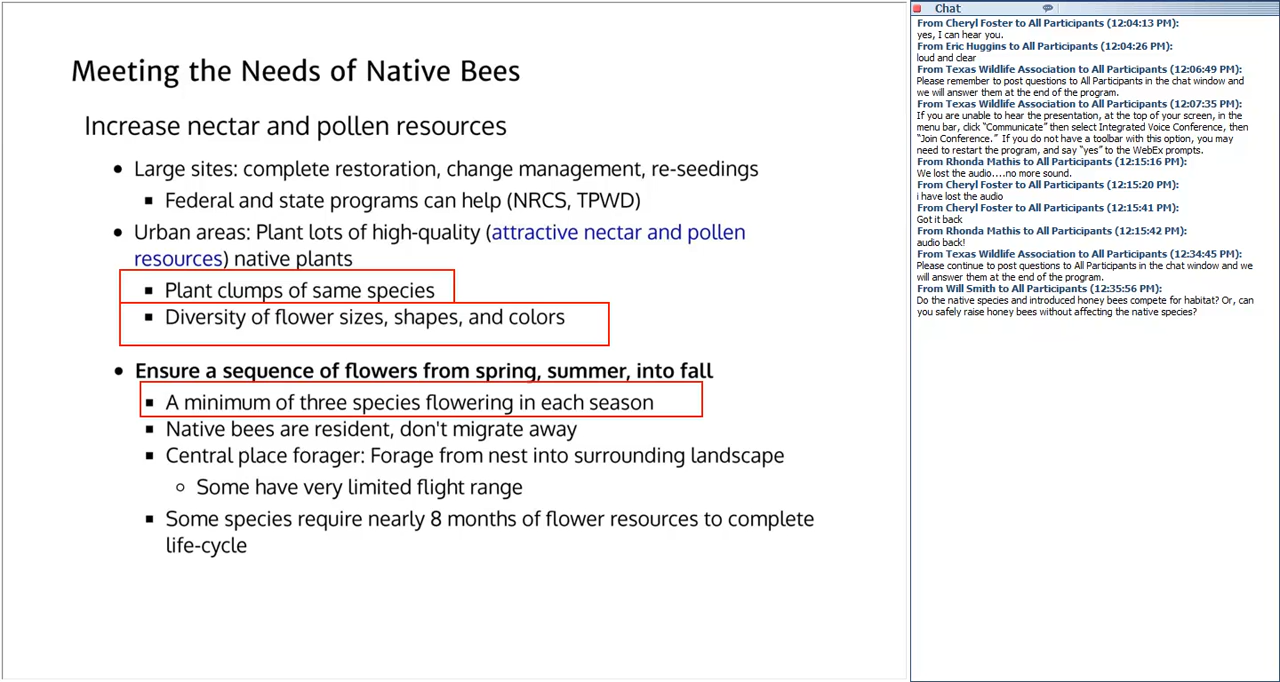 Meeting the Needs of Native Bees
Increase nectar and pollen resources
• Large sites: complete restoration, change management, re-seedings
▪ Federal and state programs can help (NRCS, TPWD)
• Urban areas: Plant lots of high-quality (attractive nectar and pollen
resources) native plants
▪ Plant clumps of same species
▪ Diversity of flower sizes, shapes, and colors
• Ensure a sequence of flowers from spring, summer, into fall
▪ A minimum of three species flowering in each season
▪ Native bees are resident, don't migrate away
▪ Central place forager: Forage from nest into surrounding landscape
○ Some have very limited flight range
▪ Some species require nearly 8 months of flower resources to complete
life-cycle
Chat
From Cheryl Foster to All Participants (12:04:13 PM):
yes, I can hear you.
From Eric Huggins to All Participants (12:04:26 PM):
loud and clear
From Texas Wildlife Association to All Participants (12:06:49 PM):
Please remember to post questions to All Participants in the chat window and
we will answer them at the end of the program.
From Texas Wildlife Association to All Participants (12:07:35 PM):
If you are unable to hear the presentation, at the top of your screen, in the
menu bar, click “Communicate” then select Integrated Voice Conference, then
“Join Conference.”  If you do not have a toolbar with this option, you may
need to restart the program, and say “yes” to the WebEx prompts.
From Rhonda Mathis to All Participants (12:15:16 PM):
We lost the audio....no more sound.
From Cheryl Foster to All Participants (12:15:20 PM):
i have lost the audio
From Cheryl Foster to All Participants (12:15:41 PM):
Got it back
From Rhonda Mathis to All Participants (12:15:42 PM):
audio back!
From Texas Wildlife Association to All Participants (12:34:45 PM):
Please continue to post questions to All Participants in the chat window and we
will answer them at the end of the program.
From Will Smith to All Participants (12:35:56 PM):
Do the native species and introduced honey bees compete for habitat? Or, can
you safely raise honey bees without affecting the native species?